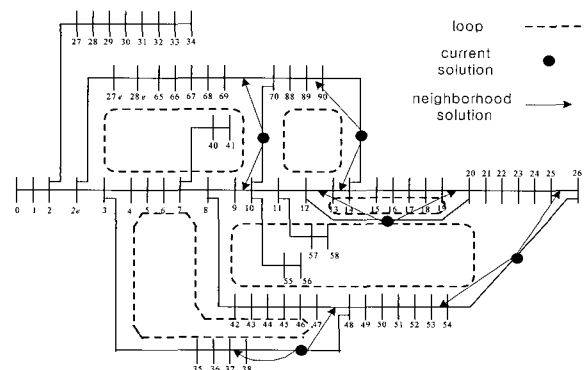 loop
current
solution
neighborhood
solution
27 28 29 30 31 32 33 34
27e 28e 65 66 67 68 69
70 88 89 90
40 41
0 1 2 2e 3 4 5 6 7 8 9 10 11 12 13 14 15 16 17 18 19 20 21 22 23 24 25 26
57 58
55 56
42 43 44 45 46 47 48 49 50 51 52 53 54
35 36 37 38